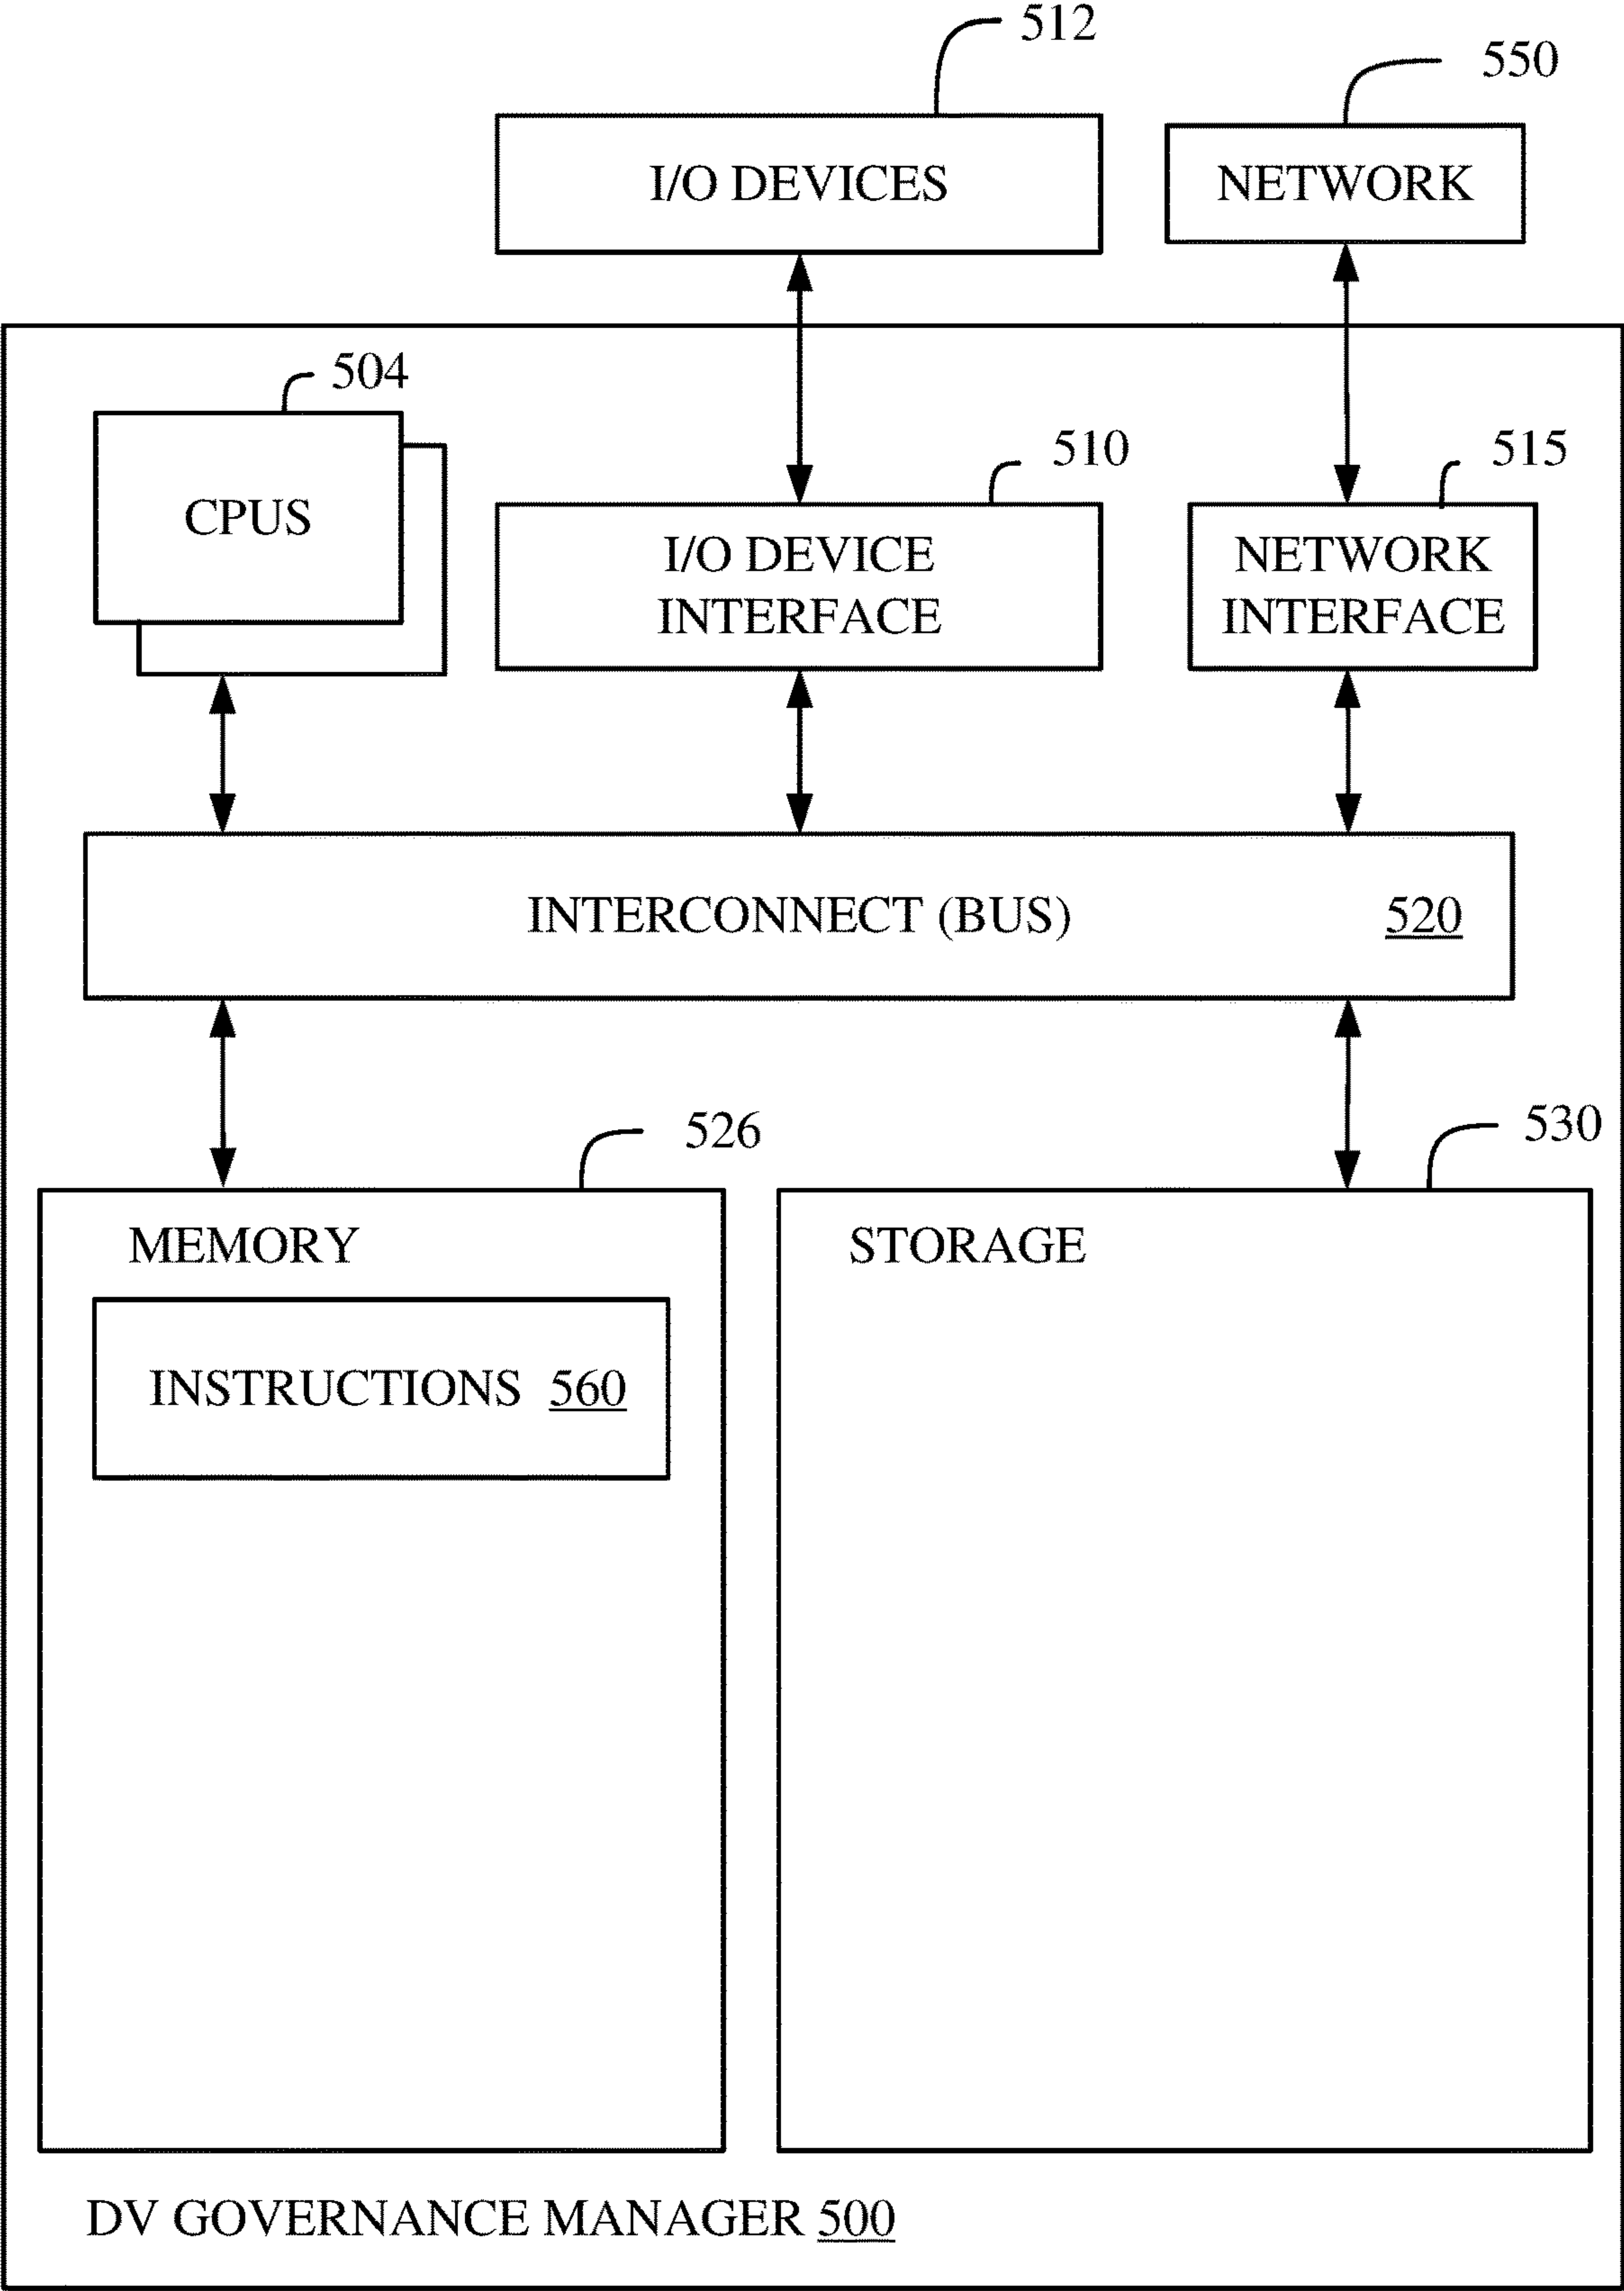 512
550
I/O DEVICES
NETWORK
504
510
515
CPUS
I/O DEVICE
INTERFACE
NETWORK
INTERFACE
INTERCONNECT (BUS) 520
526
530
MEMORY
STORAGE
INSTRUCTIONS 560
DV GOVERNANCE MANAGER 500